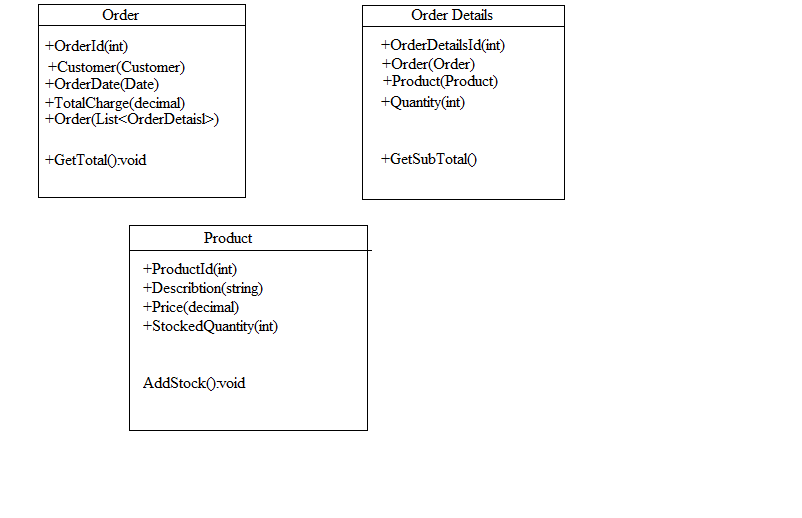 Order
+OrderId(int)
+Customer(Customer)
+OrderDate(Date)
+TotalCharge(decimal)
+Order(List<OrderDetaisl>)
+GetTotal():void
Order Details
+OrderDetailsId(int)
+Order(Order)
+Product(Product)
+Quantity(int)
+GetSubTotal()
Product
+ProductId(int)
+Describtion(string)
+Price(decimal)
+StockedQuantity(int)
AddStock():void